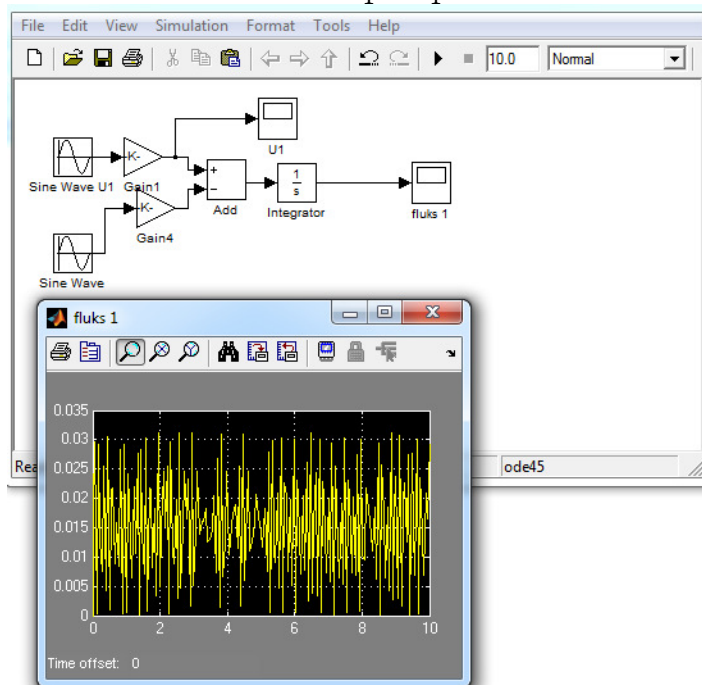 File Edit View Simulation Format Tools Help
10.0 Normal
U1
-K-
+
Sine Wave U1 Gain1
−
1
s
-K-
Add Integrator fluks 1
Gain4
Sine Wave
fluks 1
0.035
0.03
0.025
Rea ode45
0.02
0.015
0.01
0.005
0
0 2 4 6 8 10
Time offset: 0